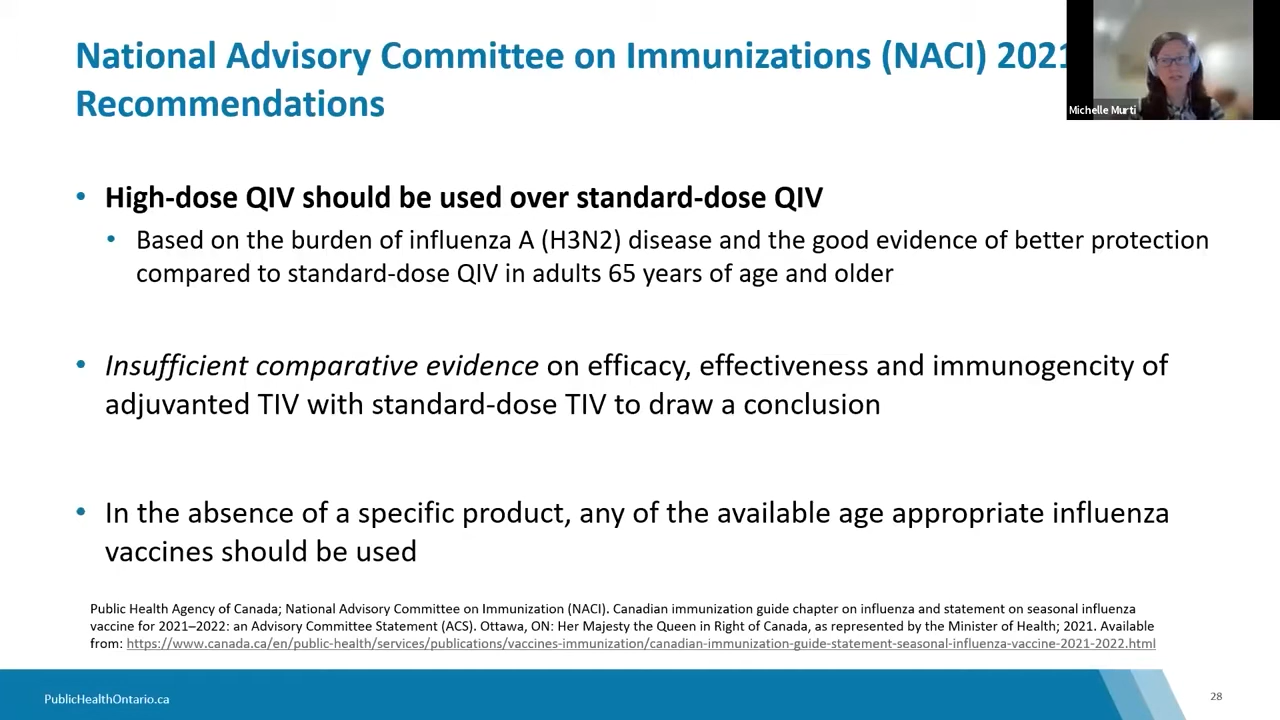 National Advisory Committee on Immunizations (NACI) 2021
Recommendations
Michelle Murti
• High-dose QIV should be used over standard-dose QIV
• Based on the burden of influenza A (H3N2) disease and the good evidence of better protection
compared to standard-dose QIV in adults 65 years of age and older
• Insufficient comparative evidence on efficacy, effectiveness and immunogencity of
adjuvanted TIV with standard-dose TIV to draw a conclusion
• In the absence of a specific product, any of the available age appropriate influenza
vaccines should be used
Public Health Agency of Canada; National Advisory Committee on Immunization (NACI). Canadian immunization guide chapter on influenza and statement on seasonal influenza
vaccine for 2021–2022: an Advisory Committee Statement (ACS). Ottawa, ON: Her Majesty the Queen in Right of Canada, as represented by the Minister of Health; 2021. Available
from: https://www.canada.ca/en/public-health/services/publications/vaccines-immunization/canadian-immunization-guide-statement-seasonal-influenza-vaccine-2021-2022.html
PublicHealthOntario.ca
28